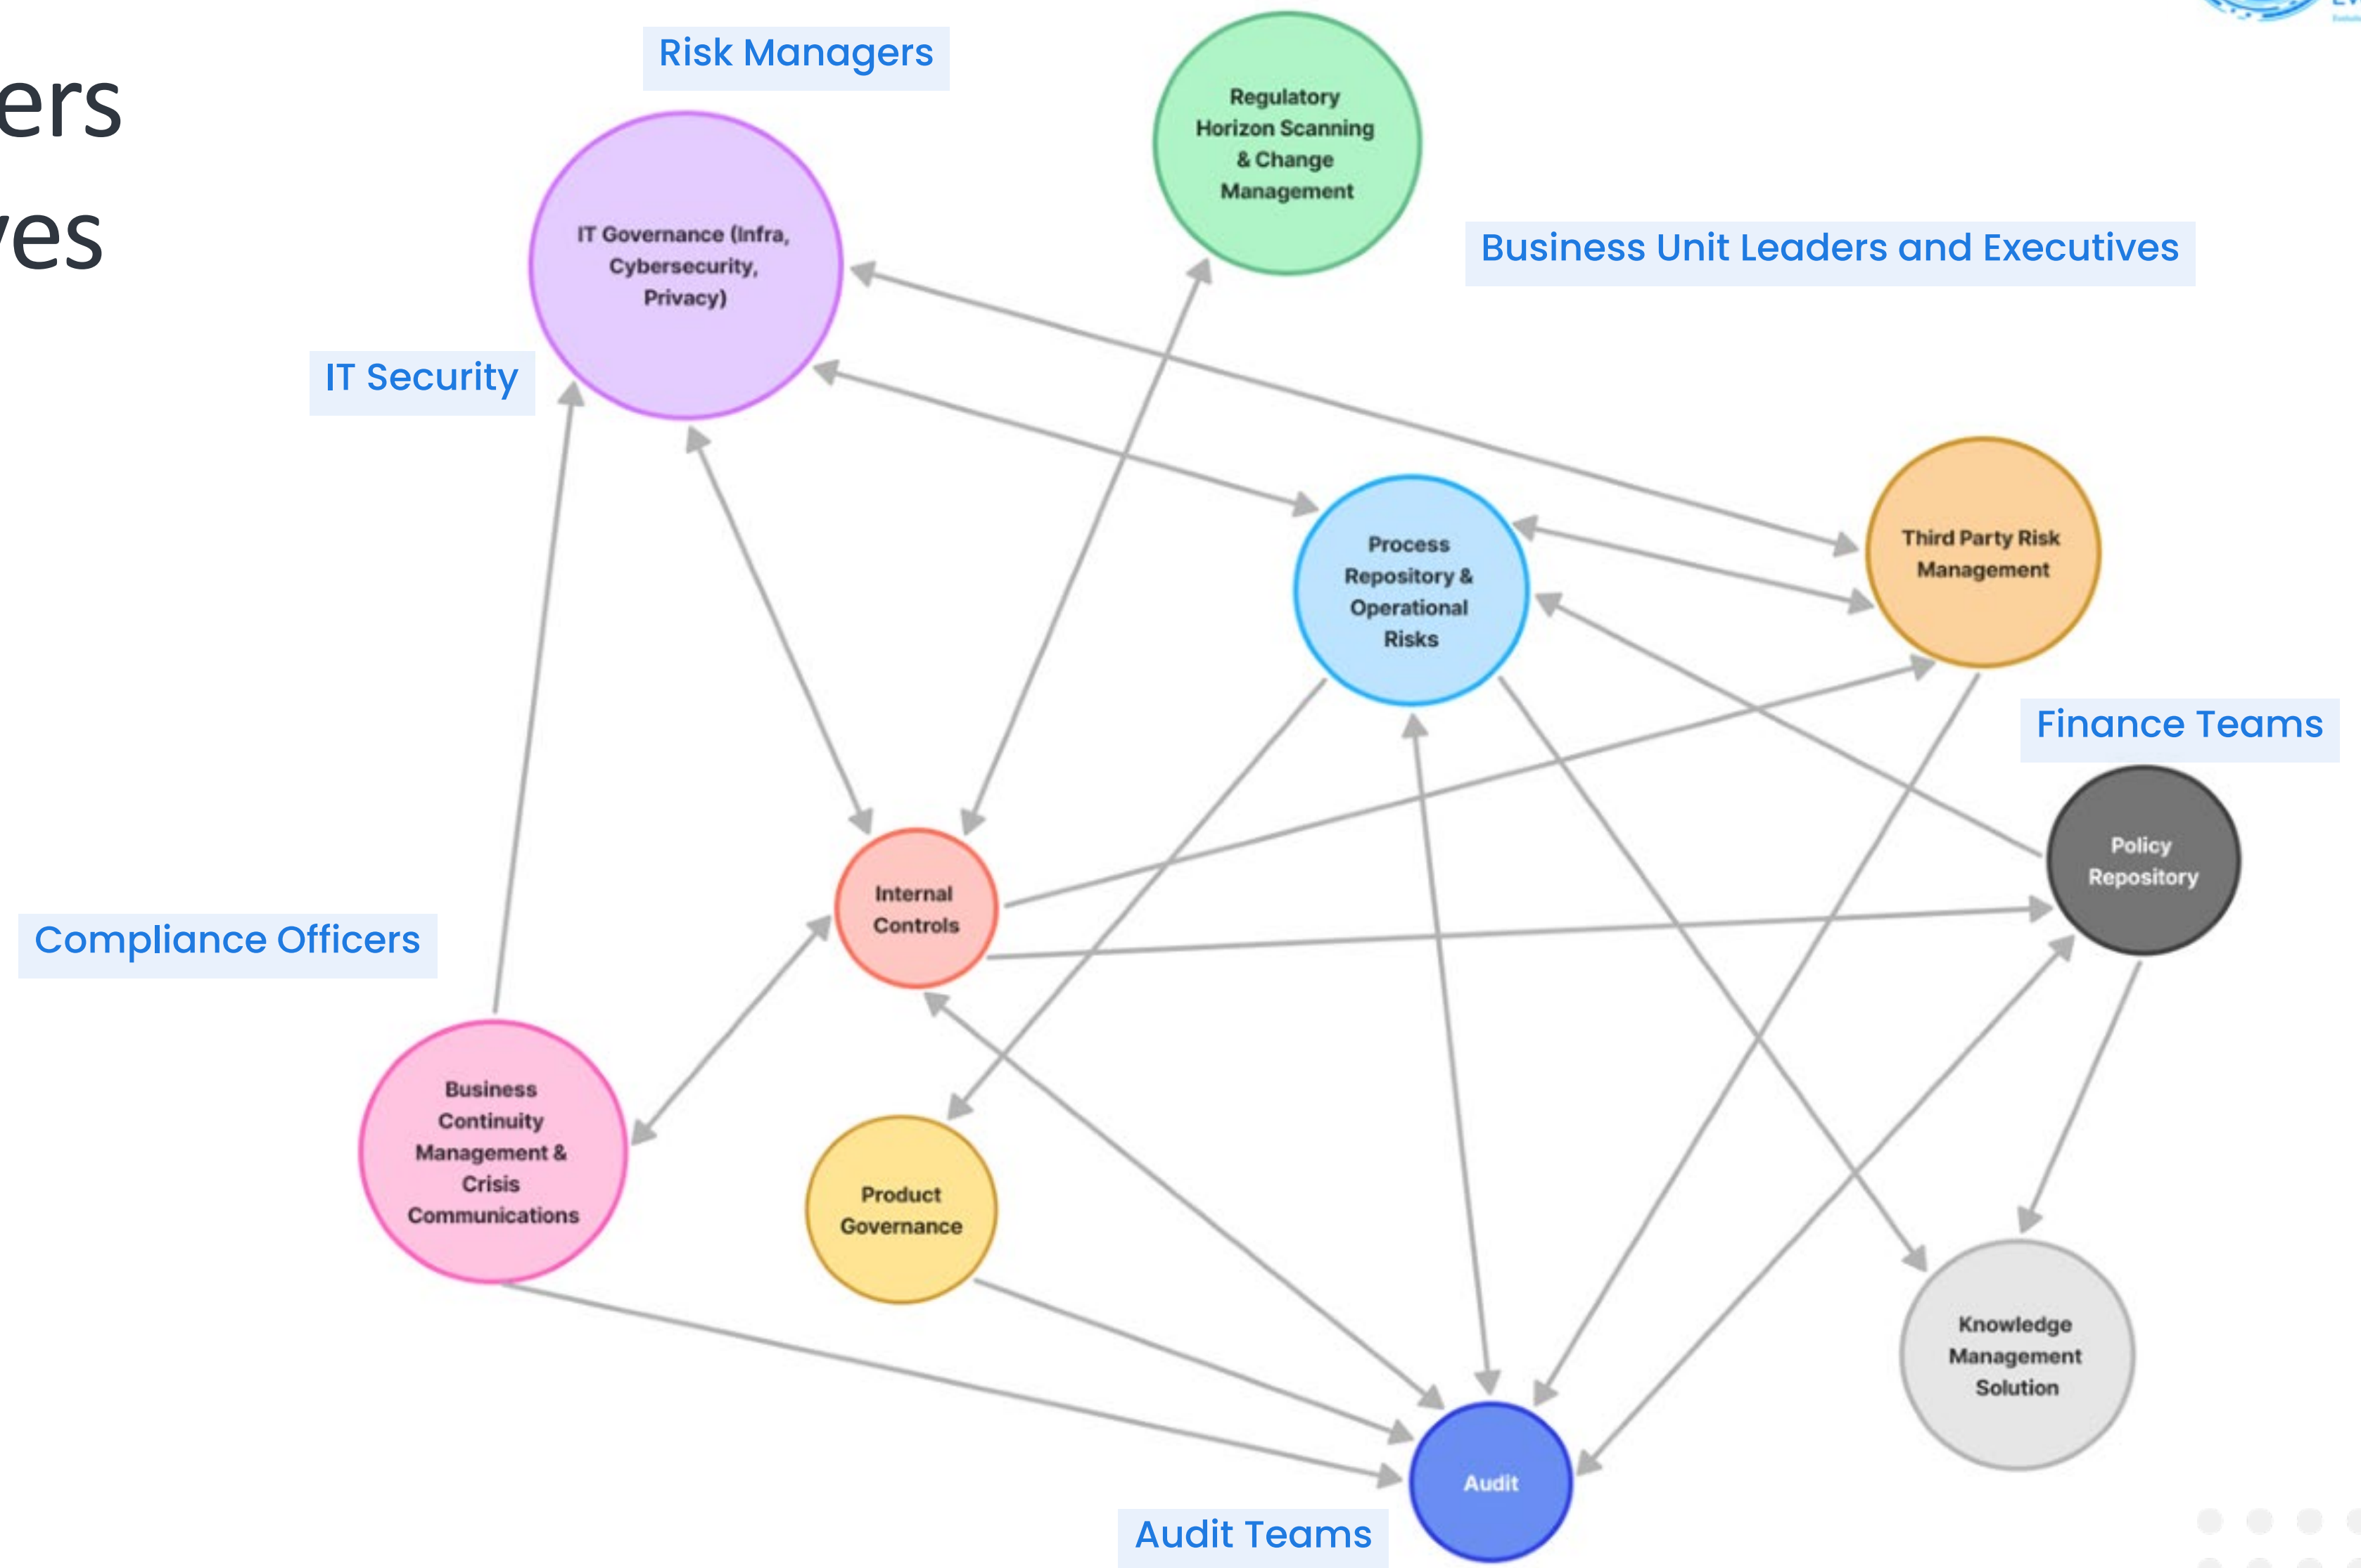 ers
ves
Risk Managers
Regulatory
Horizon Scanning
& Change
Management
IT Governance (Infra,
Cybersecurity,
Privacy)
Business Unit Leaders and Executives
IT Security
Process
Repository &
Operational
Risks
Third Party Risk
Management
Finance Teams
Policy
Repository
Internal
Controls
Compliance Officers
Business
Continuity
Management &
Crisis
Communications
Product
Governance
Knowledge
Management
Solution
Audit
Audit Teams